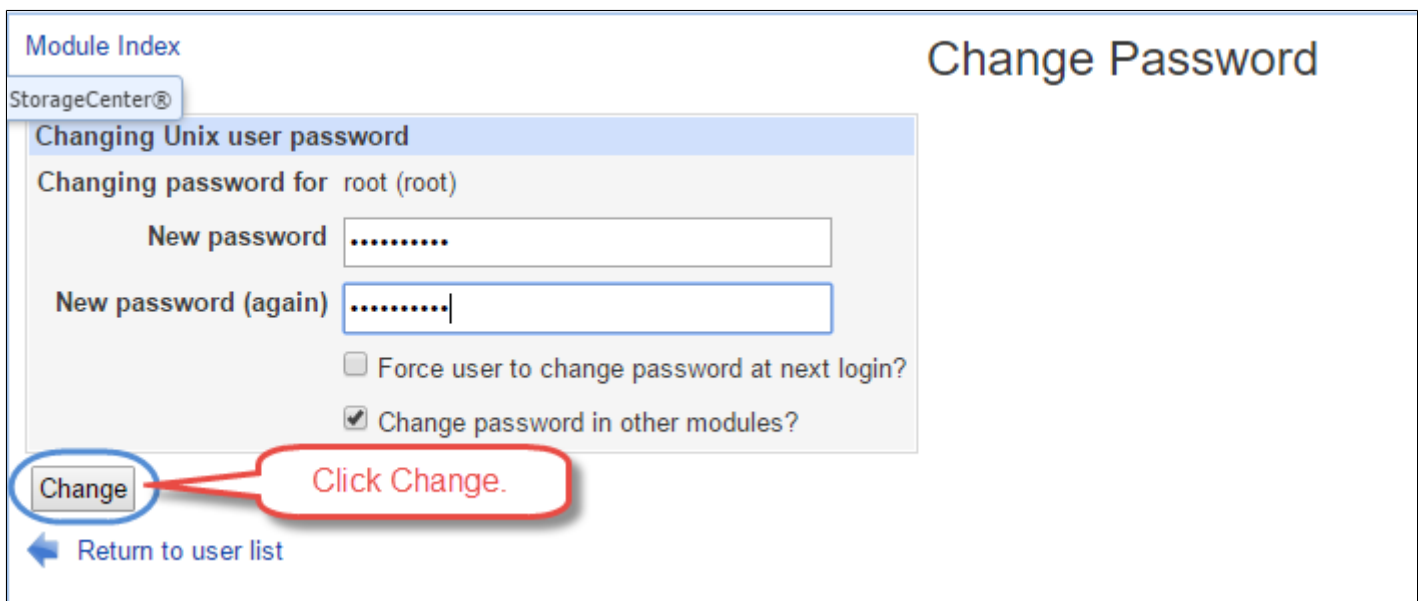 Module Index
Change Password
StorageCenter®
Changing Unix user password
Changing password for root (root)
New password ••••••••••
New password (again) ••••••••••
Force user to change password at next login?
Change password in other modules?
Change
Click Change.
Return to user list